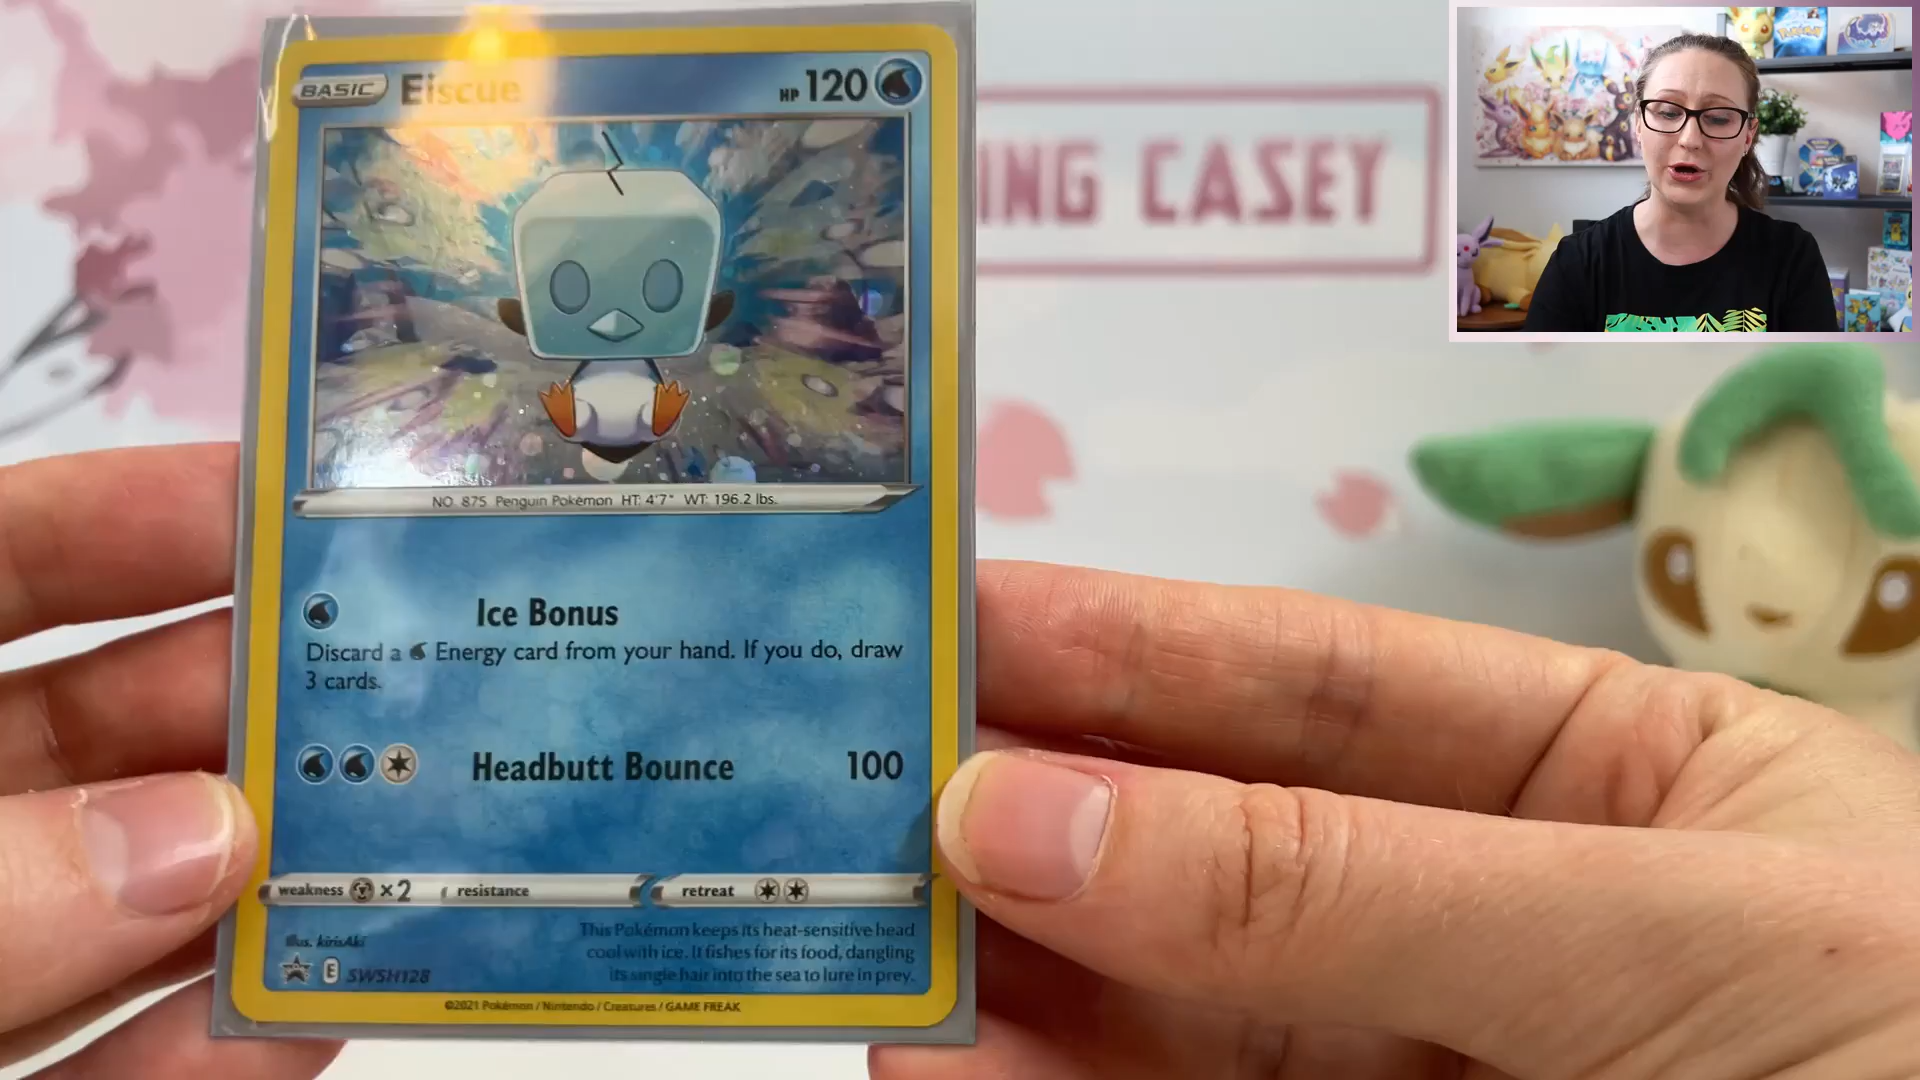 BASIC Eiscue HP 120
NO. 875 Penguin Pokémon HT: 4'7" WT: 196.2 lbs.
Ice Bonus
Discard a Energy card from your hand. If you do, draw
3 cards.
Headbutt Bounce 100
weakness ×2 resistance retreat
Illus. kirisAki
This Pokémon keeps its heat-sensitive head
cool with ice. It fishes for its food, dangling
its single hair into the sea to lure in prey.
E SWSH128
©2021 Pokémon / Nintendo / Creatures / GAME FREAK
ING CASEY